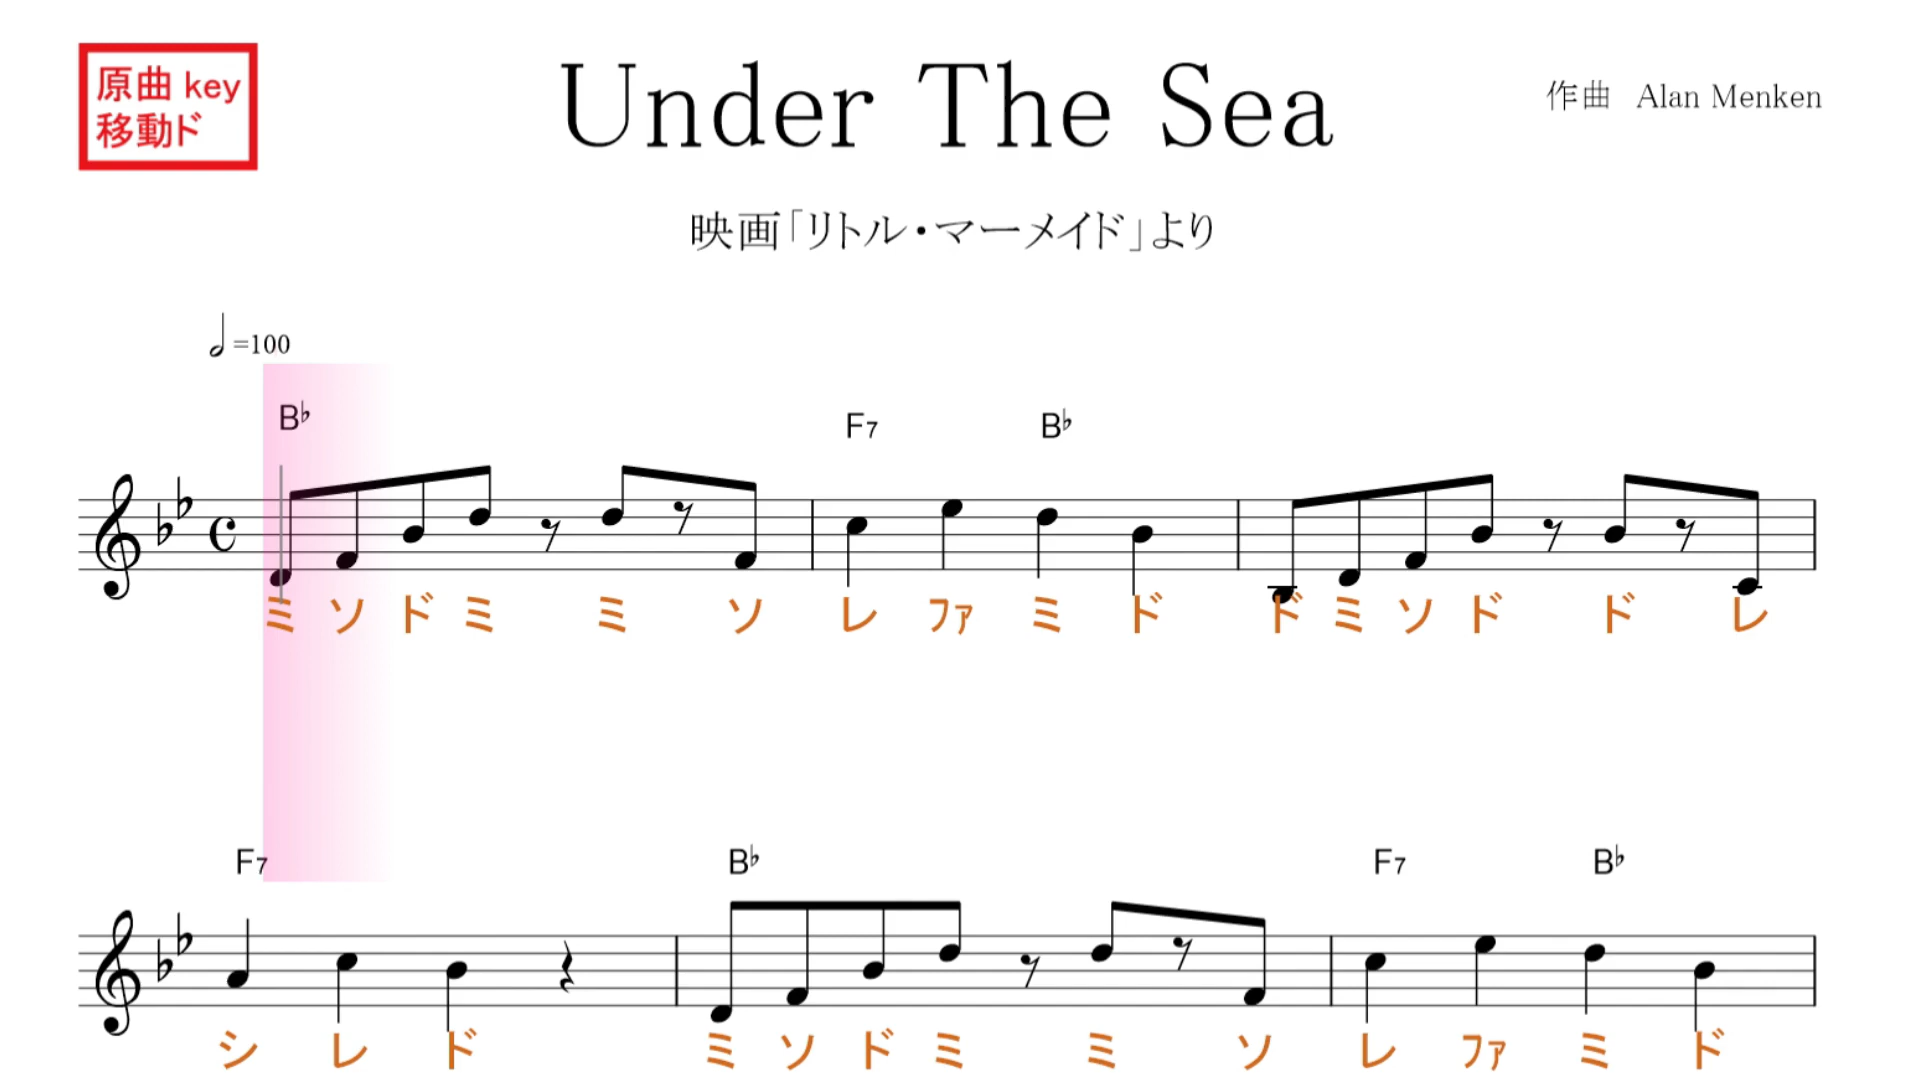 原曲key
移動ド
Under The Sea
作曲 Alan Menken
映画「リトル・マーメイド」より
=100
B♭ F7 B♭
ミ ソ ド ミ ミ ソ レ ファ ミ ド ド ミ ソ ド ド レ
F7 B♭ F7 B♭
シ レ ド ミ ソ ド ミ ミ ソ レ ファ ミ ド